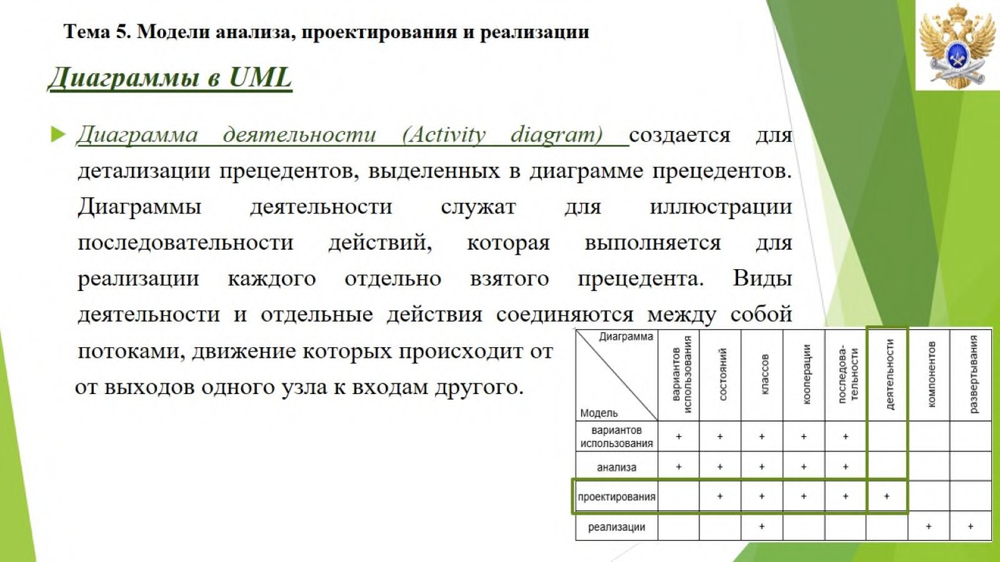 Тема 5. Модели анализа, проектирования и реализации
Диаграммы в UML
Диаграмма деятельности (Activity diagram) создается для
детализации прецедентов, выделенных в диаграмме прецедентов.
Диаграммы деятельности служат для иллюстрации
последовательности действий, которая выполняется для
реализации каждого отдельно взятого прецедента. Виды
деятельности и отдельные действия соединяются между собой
потоками, движение которых происходит от
от выходов одного узла к входам другого.
Диаграмма
Модель
вариантов
использования
состояний
классов
кооперации
последова-
тельности
деятельности
компонентов
развертывания
вариантов
использования
+ + + + +
анализа + + + + +
проектирования + + + + +
реализации + + +